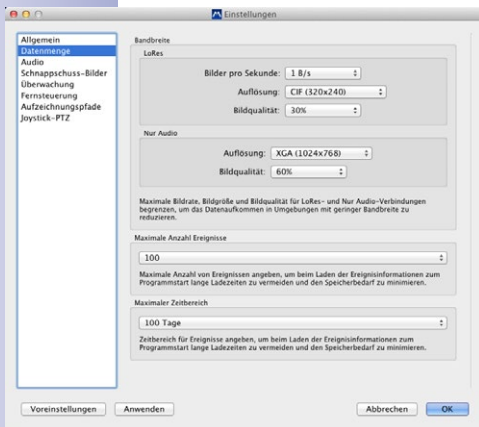 Einstellungen
Allgemein
Datenmenge
Audio
Schnappschuss-Bilder
Überwachung
Fernsteuerung
Aufzeichnungspfade
Joystick-PTZ
Bandbreite
LoRes
Bilder pro Sekunde: 1 B/s
Auflösung: CIF (320x240)
Bildqualität: 30%
Nur Audio
Auflösung: XGA (1024x768)
Bildqualität: 60%
Maximale Bildrate, Bildgröße und Bildqualität für LoRes- und Nur Audio-Verbindungen
begrenzen, um das Datenaufkommen in Umgebungen mit geringer Bandbreite zu
reduzieren.
Maximale Anzahl Ereignisse
100
Maximale Anzahl von Ereignissen angeben, um beim Laden der Ereignisinformationen zum
Programmstart lange Ladezeiten zu vermeiden und den Speicherbedarf zu minimieren.
Maximaler Zeitbereich
100 Tage
Zeitbereich für Ereignisse angeben, um beim Laden der Ereignisinformationen zum
Programmstart lange Ladezeiten zu vermeiden und den Speicherbedarf zu minimieren.
Voreinstellungen
Anwenden
Abbrechen
OK